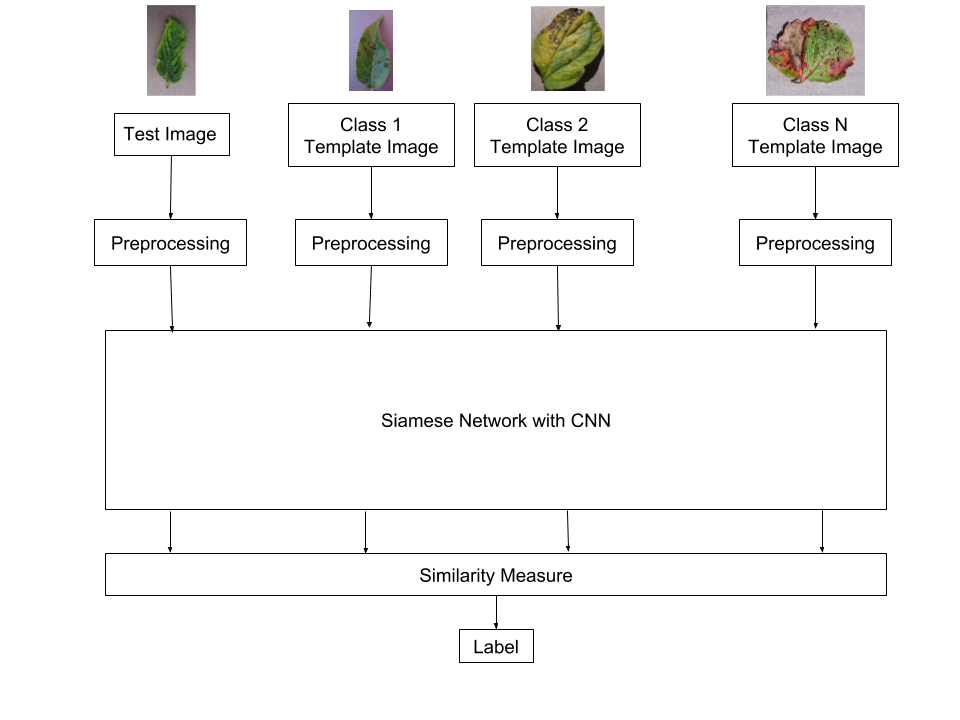 Test Image
Class 1
Template Image
Class 2
Template Image
Class N
Template Image
Preprocessing
Preprocessing
Preprocessing
Preprocessing
Siamese Network with CNN
Similarity Measure
Label